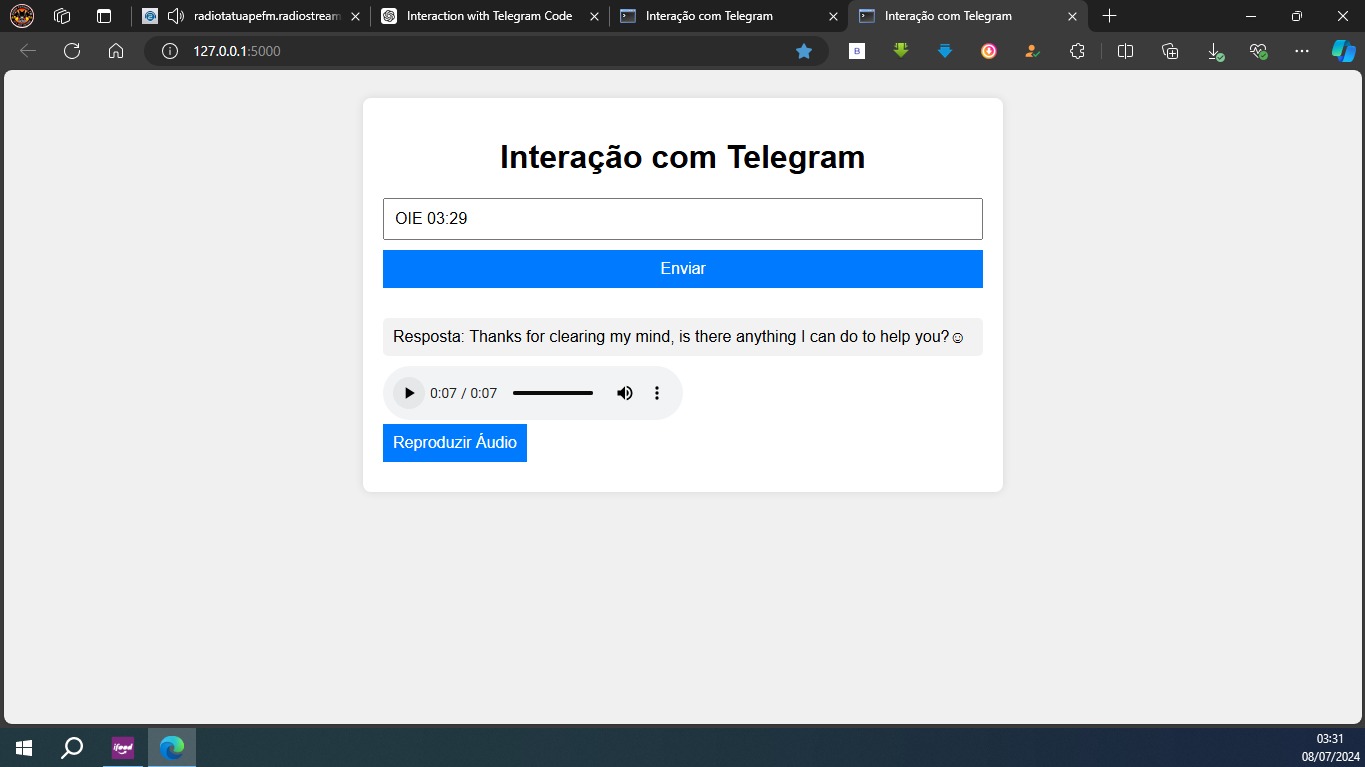 radiotatuapefm.radiostream
Interaction with Telegram Code
Interação com Telegram
Interação com Telegram
127.0.0.1:5000
B
Interação com Telegram
OIE 03:29
Enviar
Resposta: Thanks for clearing my mind, is there anything I can do to help you?☺
0:07 / 0:07
Reproduzir Áudio
ifood
03:31
08/07/2024